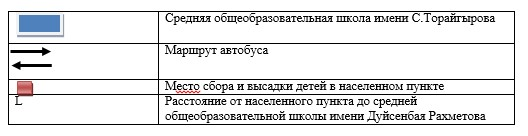 Средняя общеобразовательная школа имени С.Торайгырова
Маршрут автобуса
Место сбора и высадки детей в населенном пункте
L
Расстояние от населенного пункта до средней
общеобразовательной школы имени Дуйсенбая Рахметова